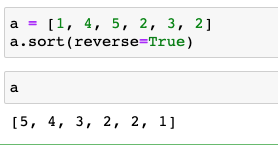 a = [1, 4, 5, 2, 3, 2]
a.sort(reverse=True)
a
[5, 4, 3, 2, 2, 1]